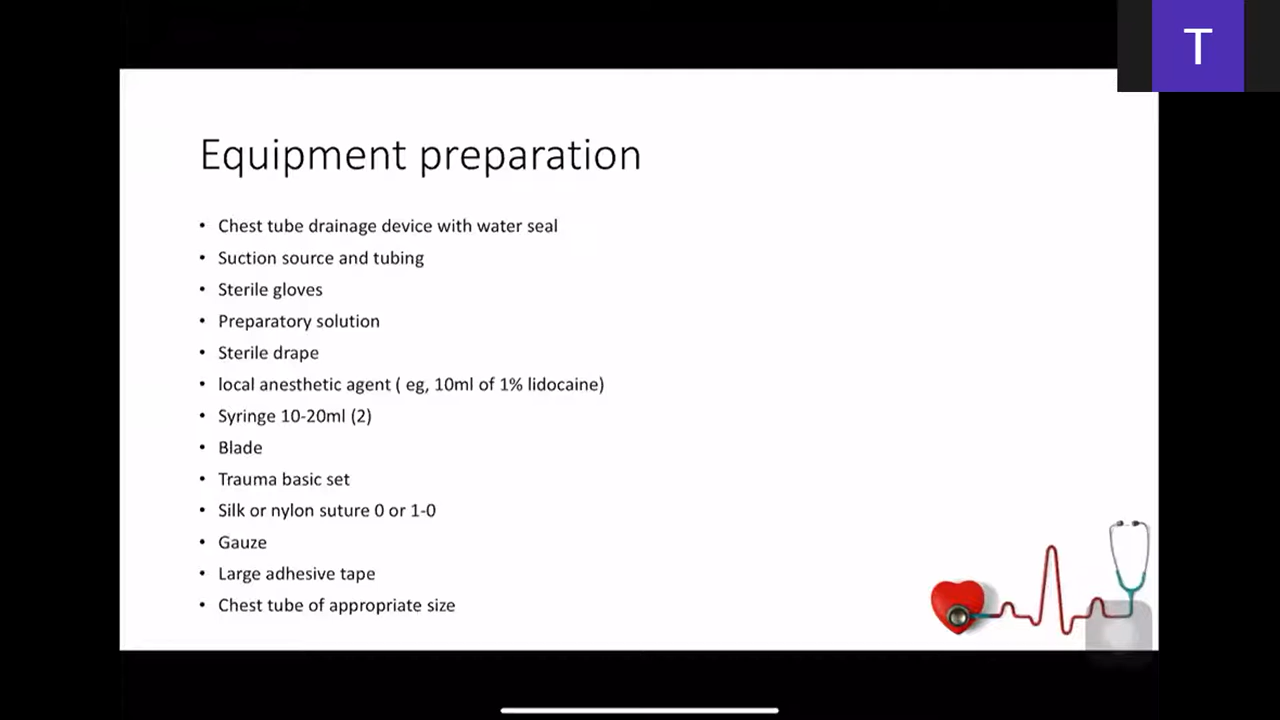 T
Equipment preparation
• Chest tube drainage device with water seal
• Suction source and tubing
• Sterile gloves
• Preparatory solution
• Sterile drape
• local anesthetic agent ( eg, 10ml of 1% lidocaine)
• Syringe 10-20ml (2)
• Blade
• Trauma basic set
• Silk or nylon suture 0 or 1-0
• Gauze
• Large adhesive tape
• Chest tube of appropriate size